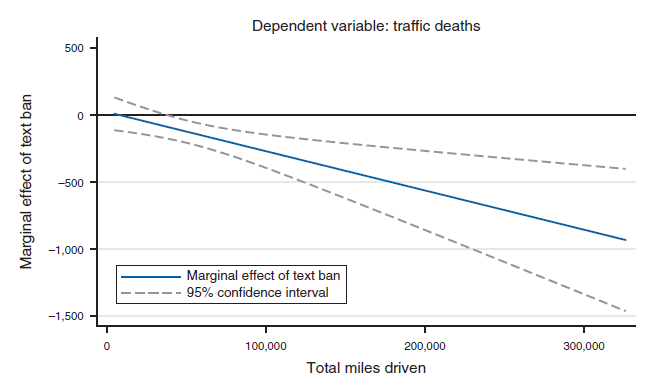 Dependent variable: traffic deaths
500
0
−500
−1,000
−1,500
Marginal effect of text ban
Marginal effect of text ban
95% confidence interval
0
100,000
200,000
300,000
Total miles driven